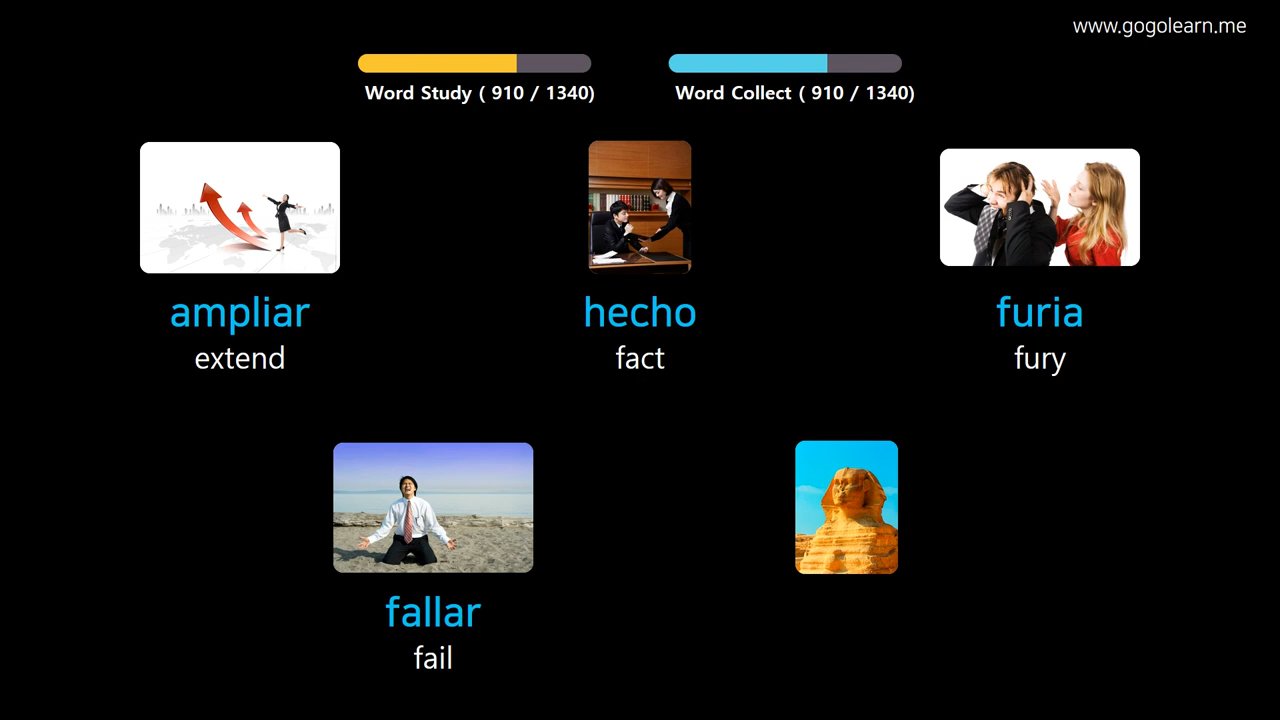 www.gogolearn.me
Word Study ( 910 / 1340)
Word Collect ( 910 / 1340)
ampliar
extend
hecho
fact
furia
fury
fallar
fail